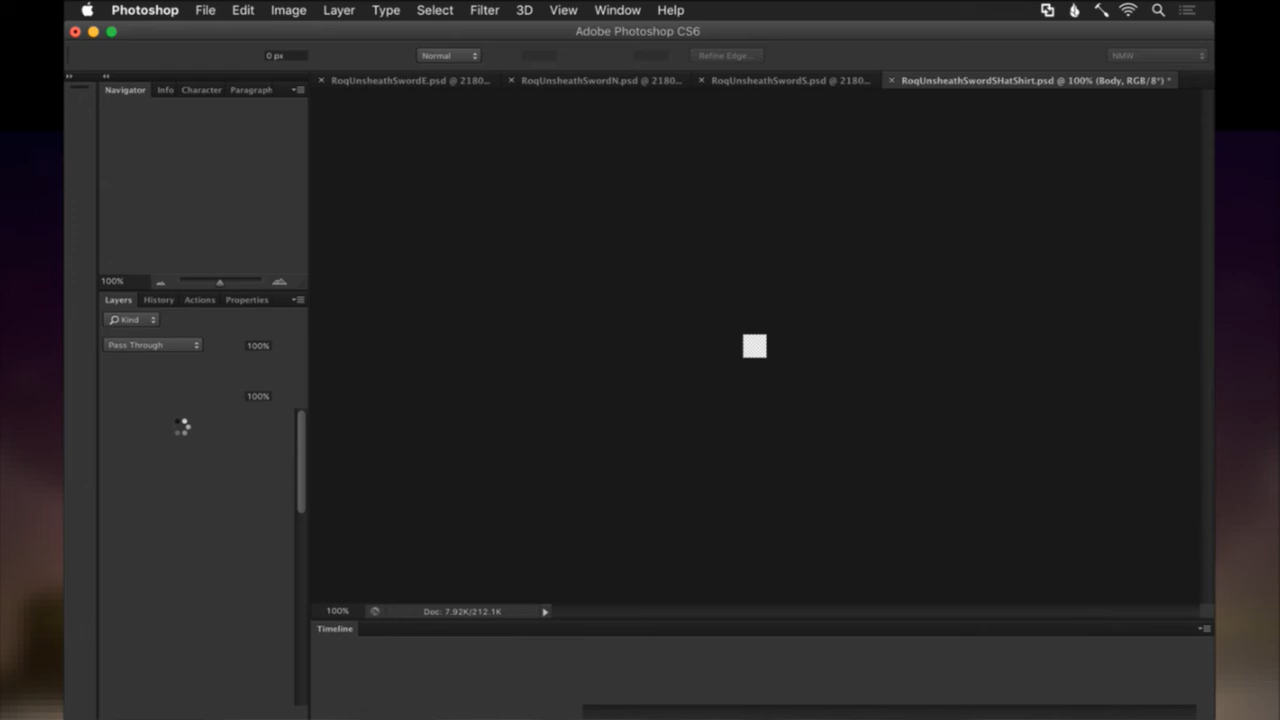 Photoshop File Edit Image Layer Type Select Filter 3D View Window Help
Adobe Photoshop CS6
0 px Normal Refine Edge... NMW
RoqUnsheathSwordE.psd @ 2180... RoqUnsheathSwordN.psd @ 2180... RoqUnsheathSwordS.psd @ 2180... RoqUnsheathSwordSHatShirt.psd @ 100% (Body, RGB/8*) *
Navigator Info Character Paragraph
100%
Layers History Actions Properties
Kind
Pass Through 100%
100%
100% Doc: 7.92K/212.1K
Timeline